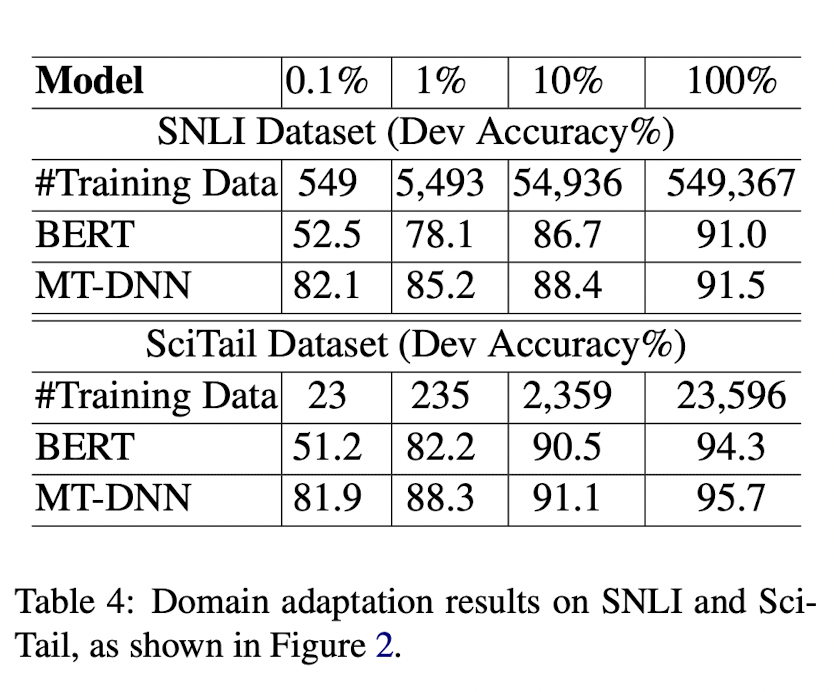 Model 0.1% 1% 10% 100%
SNLI Dataset (Dev Accuracy%)
#Training Data 549 5,493 54,936 549,367
BERT 52.5 78.1 86.7 91.0
MT-DNN 82.1 85.2 88.4 91.5
SciTail Dataset (Dev Accuracy%)
#Training Data 23 235 2,359 23,596
BERT 51.2 82.2 90.5 94.3
MT-DNN 81.9 88.3 91.1 95.7
Table 4: Domain adaptation results on SNLI and Sci-
Tail, as shown in Figure 2.